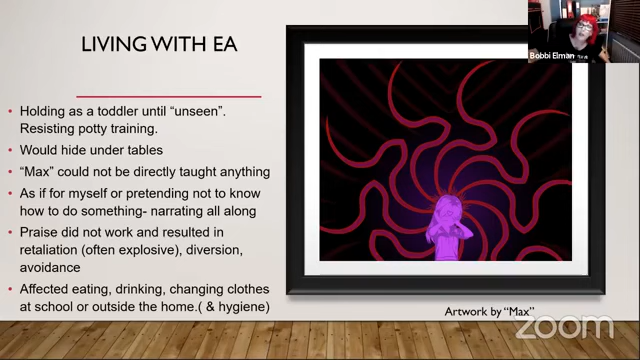 LIVING WITH EA
Bobbi Elman
• Holding as a toddler until “unseen”.
Resisting potty training.
• Would hide under tables
• “Max” could not be directly taught anything
• As if for myself or pretending not to know
how to do something- narrating all along
• Praise did not work and resulted in
retaliation (often explosive), diversion,
avoidance
• Affected eating, drinking, changing clothes
at school or outside the home.( & hygiene)
Artwork by “Max”
zoom